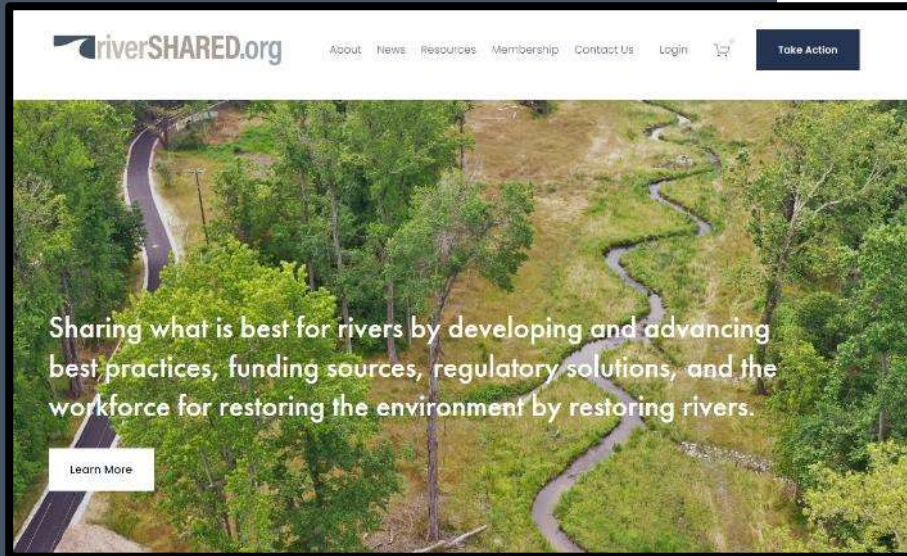 riverSHARED.org
About News Resources Membership Contact Us Login
Take Action
Sharing what is best for rivers by developing and advancing
best practices, funding sources, regulatory solutions, and the
workforce for restoring the environment by restoring rivers.
Learn More